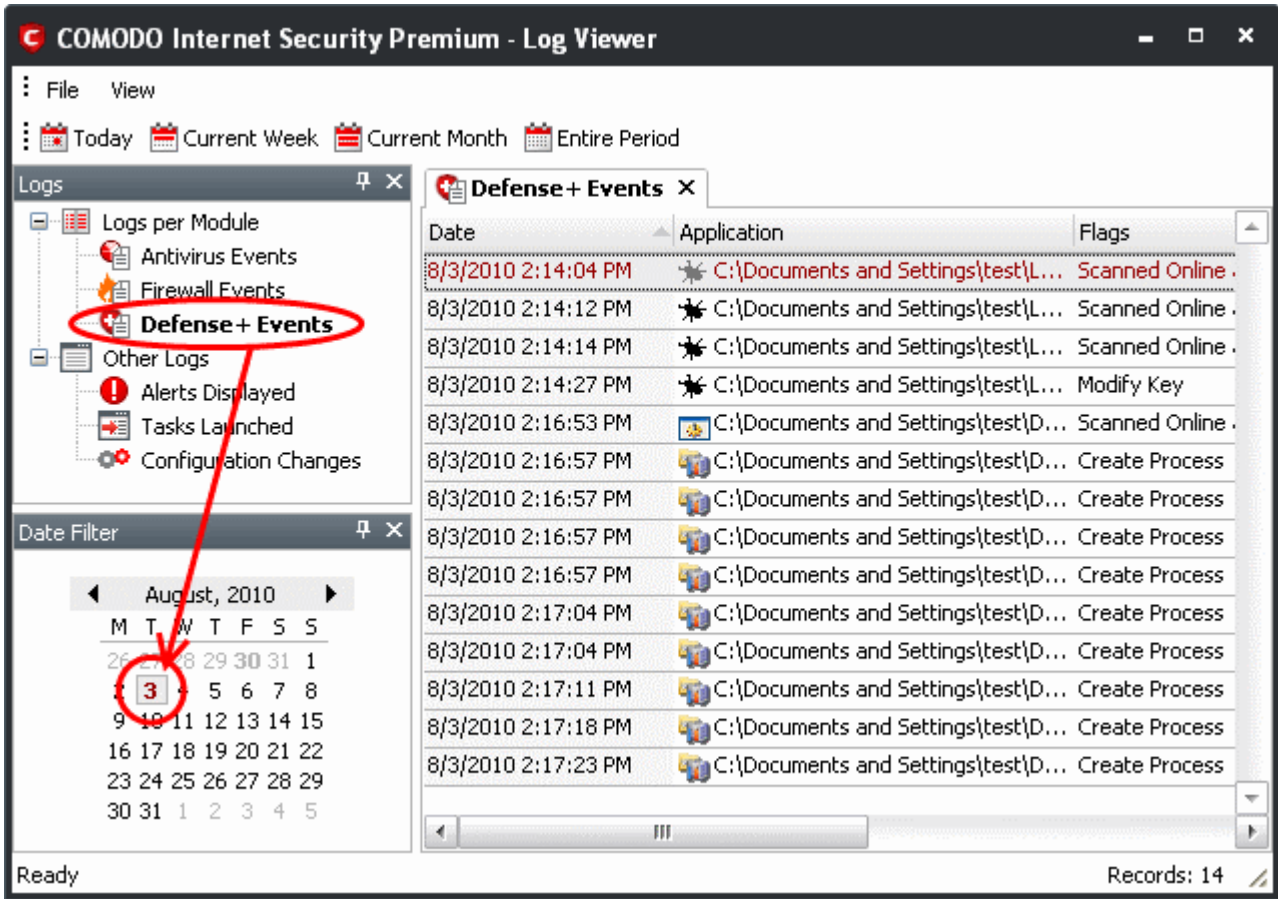 COMODO Internet Security Premium - Log Viewer
File View
Today Current Week Current Month Entire Period
Logs
Logs per Module
Antivirus Events
Firewall Events
Defense+ Events
Other Logs
Alerts Displayed
Tasks Launched
Configuration Changes
Date Filter
August, 2010
M T W T F S S
26 27 28 29 30 31 1
2 3 4 5 6 7 8
9 10 11 12 13 14 15
16 17 18 19 20 21 22
23 24 25 26 27 28 29
30 31 1 2 3 4 5
Defense+ Events
Date Application Flags
8/3/2010 2:14:04 PM C:\Documents and Settings\test\L... Scanned Online
8/3/2010 2:14:12 PM C:\Documents and Settings\test\L... Scanned Online
8/3/2010 2:14:14 PM C:\Documents and Settings\test\L... Scanned Online
8/3/2010 2:14:27 PM C:\Documents and Settings\test\L... Modify Key
8/3/2010 2:16:53 PM C:\Documents and Settings\test\D... Scanned Online
8/3/2010 2:16:57 PM C:\Documents and Settings\test\D... Create Process
8/3/2010 2:16:57 PM C:\Documents and Settings\test\D... Create Process
8/3/2010 2:16:57 PM C:\Documents and Settings\test\D... Create Process
8/3/2010 2:16:57 PM C:\Documents and Settings\test\D... Create Process
8/3/2010 2:17:04 PM C:\Documents and Settings\test\D... Create Process
8/3/2010 2:17:04 PM C:\Documents and Settings\test\D... Create Process
8/3/2010 2:17:11 PM C:\Documents and Settings\test\D... Create Process
8/3/2010 2:17:18 PM C:\Documents and Settings\test\D... Create Process
8/3/2010 2:17:23 PM C:\Documents and Settings\test\D... Create Process
Ready
Records: 14